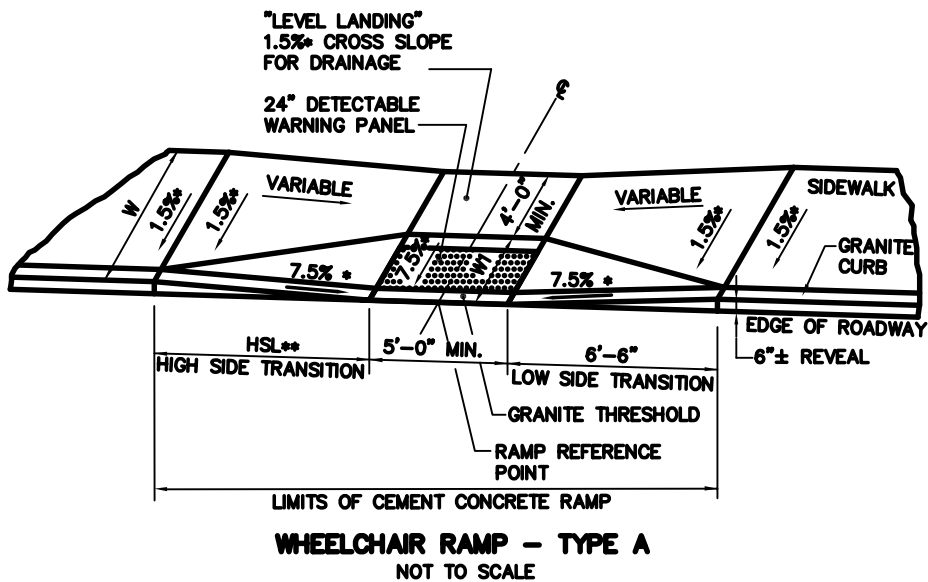 "LEVEL LANDING"
1.5%* CROSS SLOPE
FOR DRAINAGE
24" DETECTABLE
WARNING PANEL
℄
W
1.5%*
1.5%*
VARIABLE
4'-0"
MIN.
VARIABLE
1.5%*
1.5%*
SIDEWALK
GRANITE
CURB
7.5% *
7.5%*
W1
7.5% *
EDGE OF ROADWAY
6"± REVEAL
HSL**
HIGH SIDE TRANSITION
5'-0" MIN.
6'-6"
LOW SIDE TRANSITION
GRANITE THRESHOLD
RAMP REFERENCE
POINT
LIMITS OF CEMENT CONCRETE RAMP
WHEELCHAIR RAMP - TYPE A
NOT TO SCALE